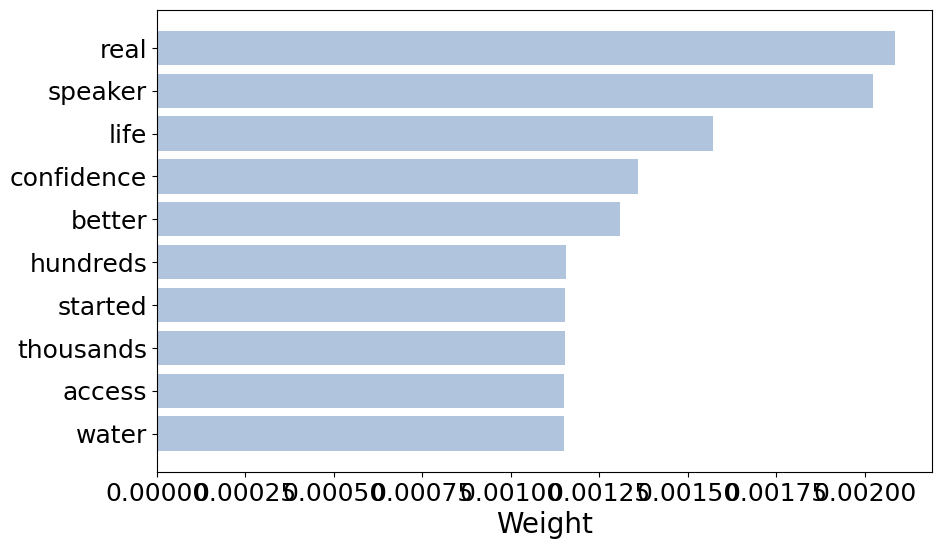 real
speaker
life
confidence
better
hundreds
started
thousands
access
water
0.00000 0.00025 0.00050 0.00075 0.00100 0.00125 0.00150 0.00175 0.00200
Weight